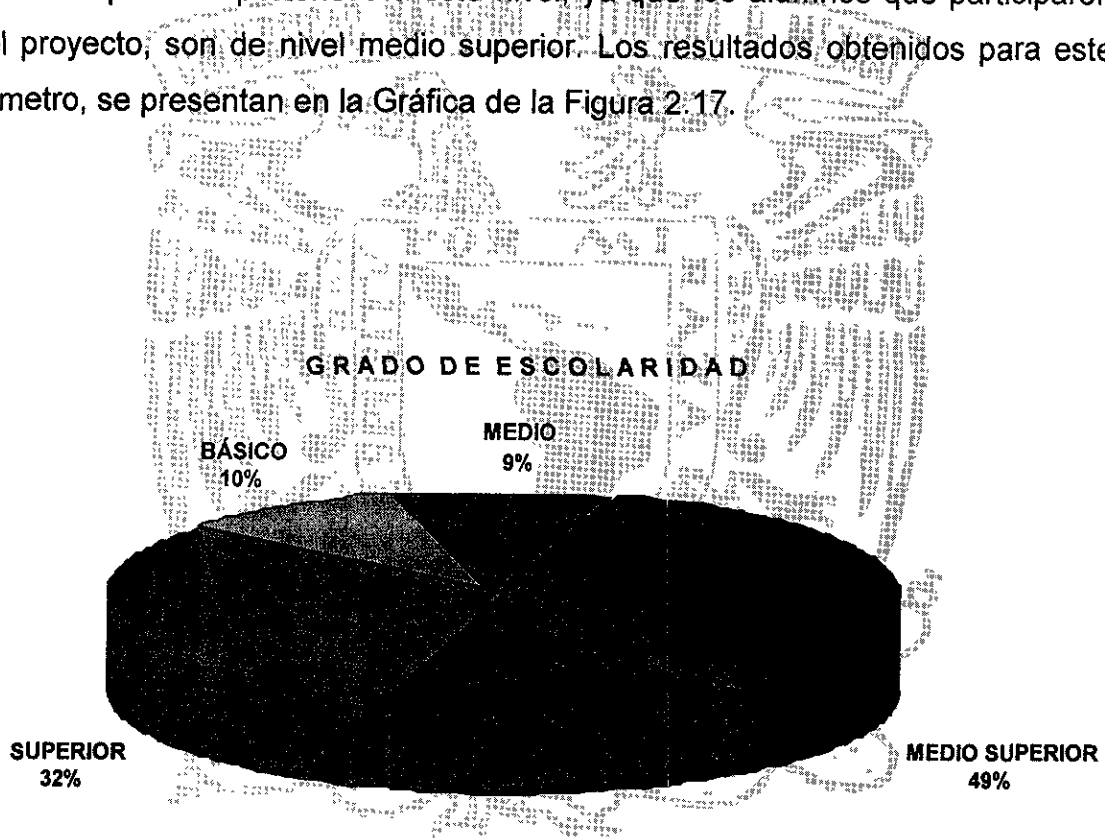 l proyecto, son de nivel medio superior. Los resultados obtenidos para este
metro, se presentan en la Gráfica de la Figura 2.17.
GRADO DE ESCOLARIDAD
MEDIO
9%
BÁSICO
10%
SUPERIOR
32%
MEDIO SUPERIOR
49%